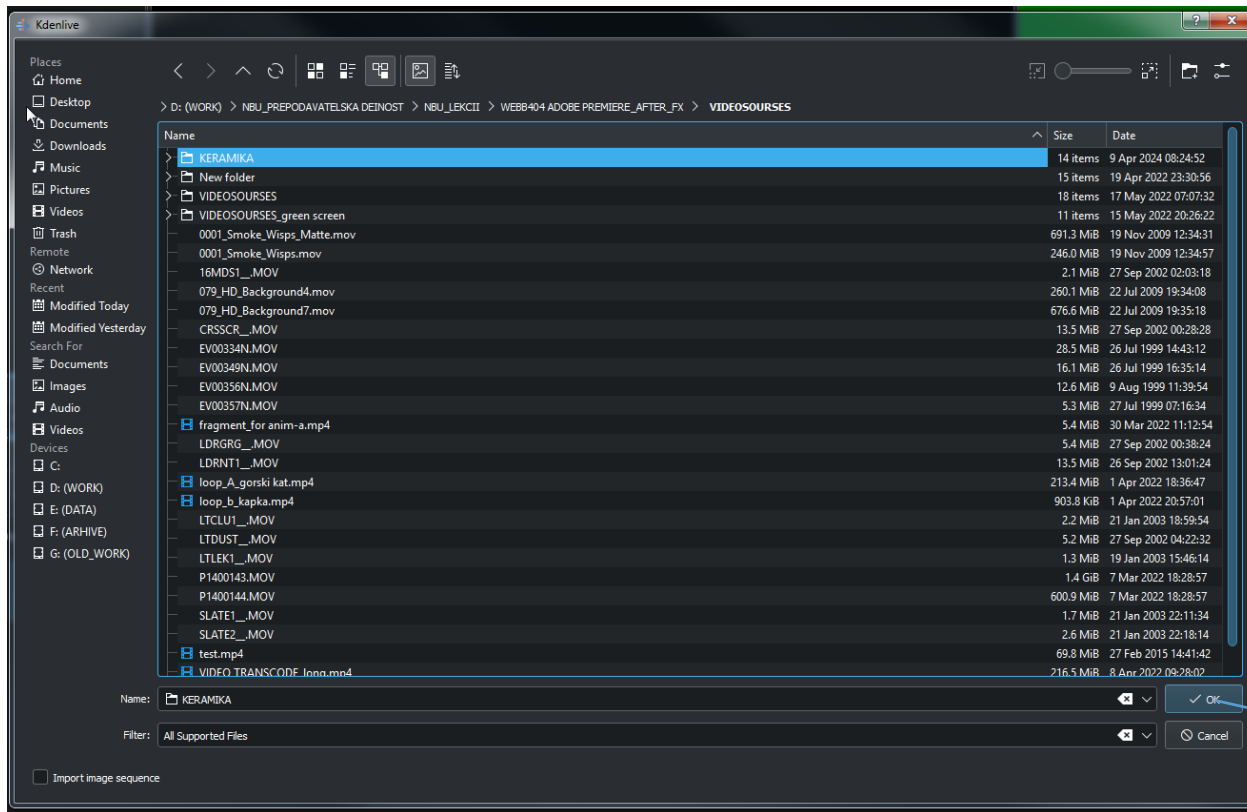 Kdenlive
Places
Home
Desktop
Documents
Downloads
Music
Pictures
Videos
Trash
Remote
Network
Recent
Modified Today
Modified Yesterday
Search For
Documents
Images
Audio
Videos
Devices
C:
D: (WORK)
E: (DATA)
F: (ARHIVE)
G: (OLD_WORK)
> D: (WORK) > NBU_PREPODAVATELSKA DEINOST > NBU_LEKCII > WEBB404 ADOBE PREMIERE_AFTER_FX > VIDEOSOURSES
Name Size Date
KERAMIKA 14 items 9 Apr 2024 08:24:52
New folder 15 items 19 Apr 2022 23:30:56
VIDEOSOURSES 18 items 17 May 2022 07:07:32
VIDEOSOURSES_green screen 11 items 15 May 2022 20:26:22
0001_Smoke_Wisps_Matte.mov 691.3 MiB 19 Nov 2009 12:34:31
0001_Smoke_Wisps.mov 246.0 MiB 19 Nov 2009 12:34:57
16MDS1__.MOV 2.1 MiB 27 Sep 2002 02:03:18
079_HD_Background4.mov 260.1 MiB 22 Jul 2009 19:34:08
079_HD_Background7.mov 676.6 MiB 22 Jul 2009 19:35:18
CRSSCR__.MOV 13.5 MiB 27 Sep 2002 00:28:28
EV00334N.MOV 28.5 MiB 26 Jul 1999 14:43:12
EV00349N.MOV 16.1 MiB 26 Jul 1999 16:35:14
EV00356N.MOV 12.6 MiB 9 Aug 1999 11:39:54
EV00357N.MOV 5.3 MiB 27 Jul 1999 07:16:34
fragment_for anim-a.mp4 5.4 MiB 30 Mar 2022 11:12:54
LDRGRG__.MOV 5.4 MiB 27 Sep 2002 00:38:24
LDRNT1__.MOV 13.5 MiB 26 Sep 2002 13:01:24
loop_A_gorski kat.mp4 213.4 MiB 1 Apr 2022 18:36:47
loop_b_kapka.mp4 903.8 KiB 1 Apr 2022 20:57:01
LTCLU1__.MOV 2.2 MiB 21 Jan 2003 18:59:54
LTDUST__.MOV 5.2 MiB 27 Sep 2002 04:22:32
LTLEK1__.MOV 1.3 MiB 19 Jan 2003 15:46:14
P1400143.MOV 1.4 GiB 7 Mar 2022 18:28:57
P1400144.MOV 600.9 MiB 7 Mar 2022 18:28:57
SLATE1__.MOV 1.7 MiB 21 Jan 2003 22:11:34
SLATE2__.MOV 2.6 MiB 21 Jan 2003 22:18:14
test.mp4 69.8 MiB 27 Feb 2015 14:41:42
VIDEO TRANSCODE_long.mp4 216.5 MiB 8 Apr 2022 09:28:02
Name: KERAMIKA OK
Filter: All Supported Files Cancel
Import image sequence